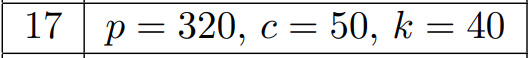 17 p = 320, c = 50, k = 40